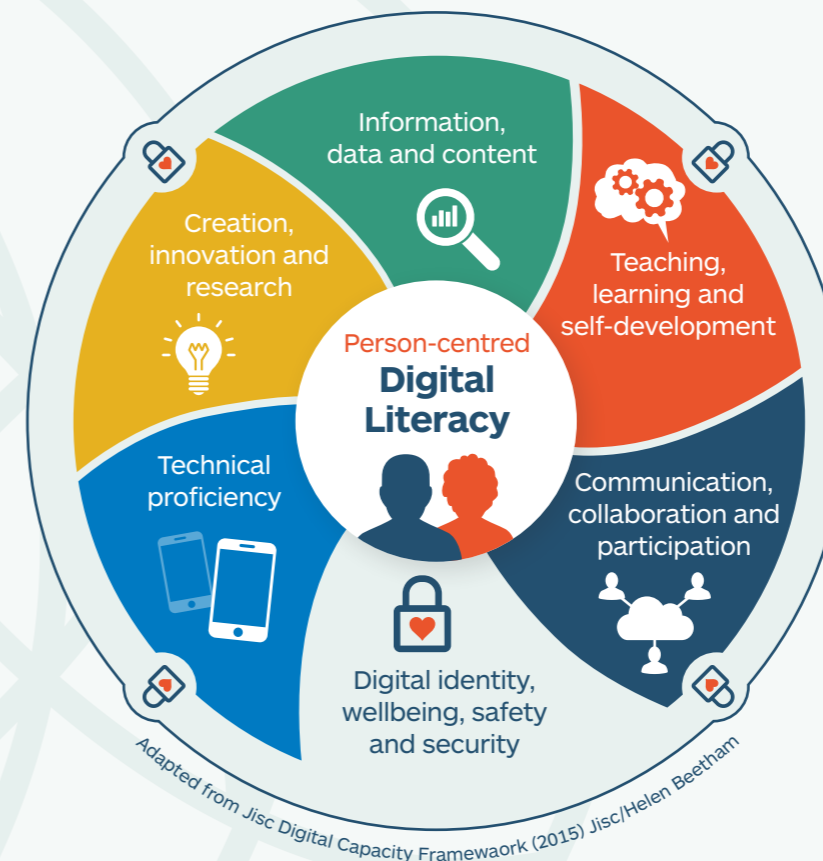 Information,
data and content
Teaching,
learning and
self-development
Communication,
collaboration and
participation
Digital identity,
wellbeing, safety
and security
Technical
proficiency
Creation,
innovation and
research
Person-centred
Digital
Literacy
Adapted from Jisc Digital Capacity Framewaork (2015) Jisc/Helen Beetham